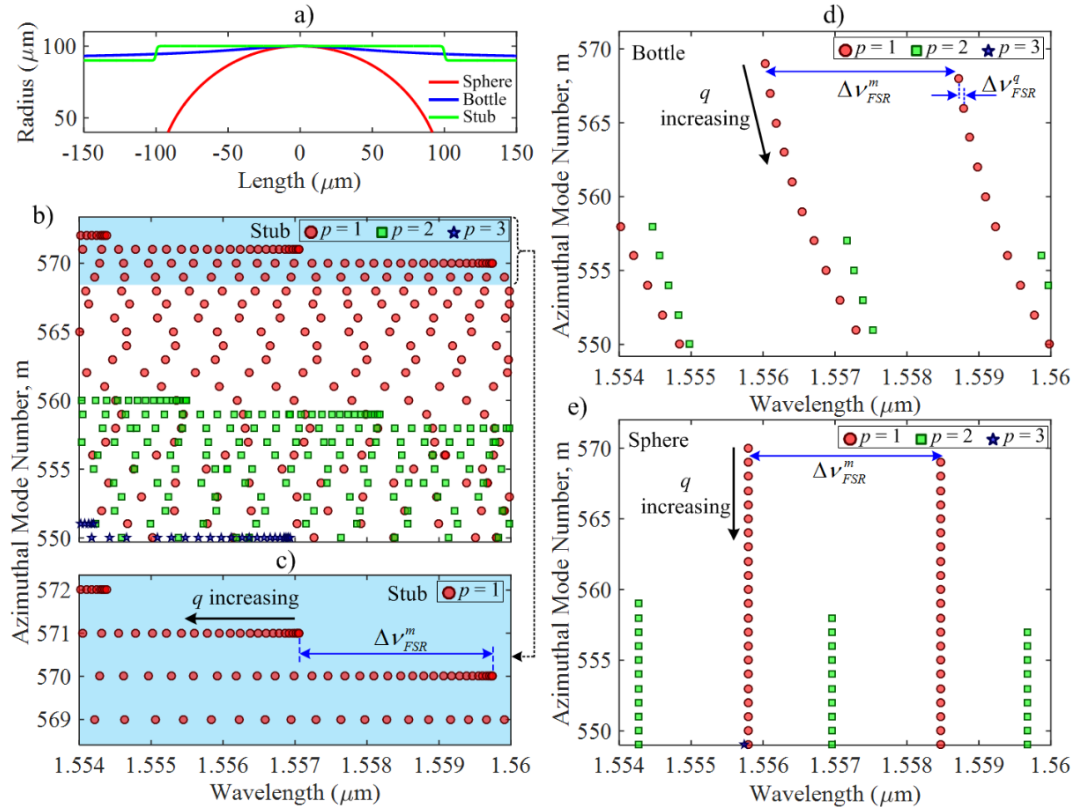 a)
Radius (μm)
100
50
Sphere
Bottle
Stub
-150 -100 -50 0 50 100 150
Length (μm)
b)
Stub p = 1 p = 2 p = 3
570
565
560
555
550
Azimuthal Mode Number, m
c)
Stub p = 1
572
571
570
569
q increasing
Δν^m_FSR
1.554 1.555 1.556 1.557 1.558 1.559 1.56
Wavelength (μm)
d)
Bottle
p = 1 p = 2 p = 3
570
565
560
555
550
Azimuthal Mode Number, m
q
increasing
Δν^m_FSR
Δν^q_FSR
1.554 1.555 1.556 1.557 1.558 1.559 1.56
Wavelength (μm)
e)
Sphere
p = 1 p = 2 p = 3
570
565
560
555
550
Azimuthal Mode Number, m
q
increasing
Δν^m_FSR
1.554 1.555 1.556 1.557 1.558 1.559 1.56
Wavelength (μm)